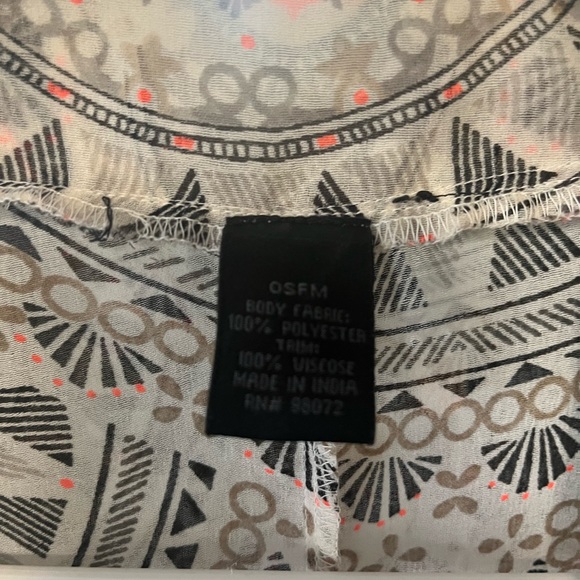 OSFM
BODY FABRIC:
100% POLYESTER
TRIM:
100% VISCOSE
MADE IN INDIA
RN# 98072